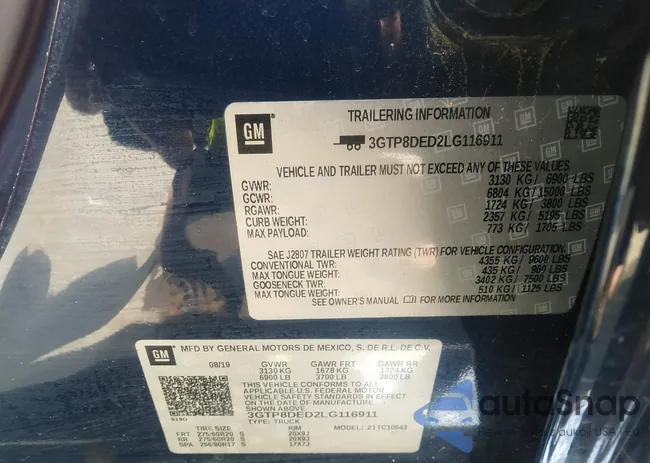 GM
TRAILERING INFORMATION
3GTP8DED2LG116911
VEHICLE AND TRAILER MUST NOT EXCEED ANY OF THESE VALUES
GVWR: 3130 KG / 6900 LBS
GCWR: 6804 KG / 15000 LBS
RGAWR: 1724 KG / 3800 LBS
CURB WEIGHT: 2357 KG / 5195 LBS
MAX PAYLOAD: 773 KG / 1705 LBS
SAE J2807 TRAILER WEIGHT RATING (TWR) FOR VEHICLE CONFIGURATION.
CONVENTIONAL TWR: 4355 KG / 9600 LBS
MAX TONGUE WEIGHT: 435 KG / 960 LBS
GOOSENECK TWR: 3402 KG / 7500 LBS
MAX TONGUE WEIGHT: 510 KG / 1125 LBS
SEE OWNER'S MANUAL FOR MORE INFORMATION
GM
MFD BY GENERAL MOTORS DE MEXICO, S. DE R.L. DE C.V.
08/19 GVWR GAWR FRT GAWR RR
3130 KG 1678 KG 1724 KG
6900 LB 3700 LB 3800 LB
THIS VEHICLE CONFORMS TO ALL APPLICABLE
U.S. FEDERAL MOTOR
VEHICLE SAFETY STANDARDS IN EFFECT ON THE
DATE OF MANUFACTURE SHOWN ABOVE.
3GTP8DED2LG116911
TYPE: TRUCK MODEL: 21TC10543
TIRE SIZE RIM
FRT 275/60R20 S 20X9J
RR 275/60R20 S 20X9J
SPA 255/80R17 S 17X7J
autoSnap